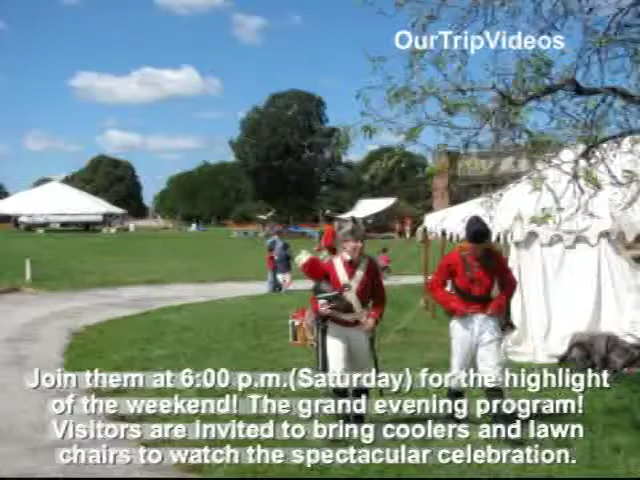 OurTripVideos
Join them at 6:00 p.m.(Saturday) for the highlight
of the weekend! The grand evening program!
Visitors are invited to bring coolers and lawn
chairs to watch the spectacular celebration.